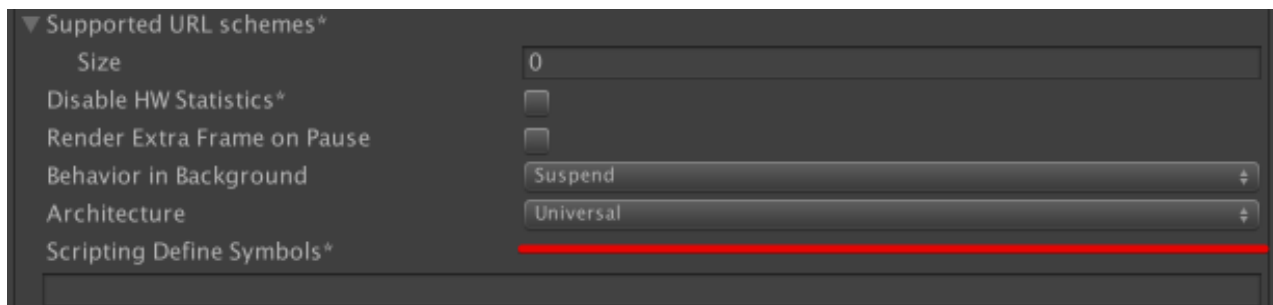 Supported URL schemes*
Size 0
Disable HW Statistics*
Render Extra Frame on Pause
Behavior in Background Suspend
Architecture Universal
Scripting Define Symbols*